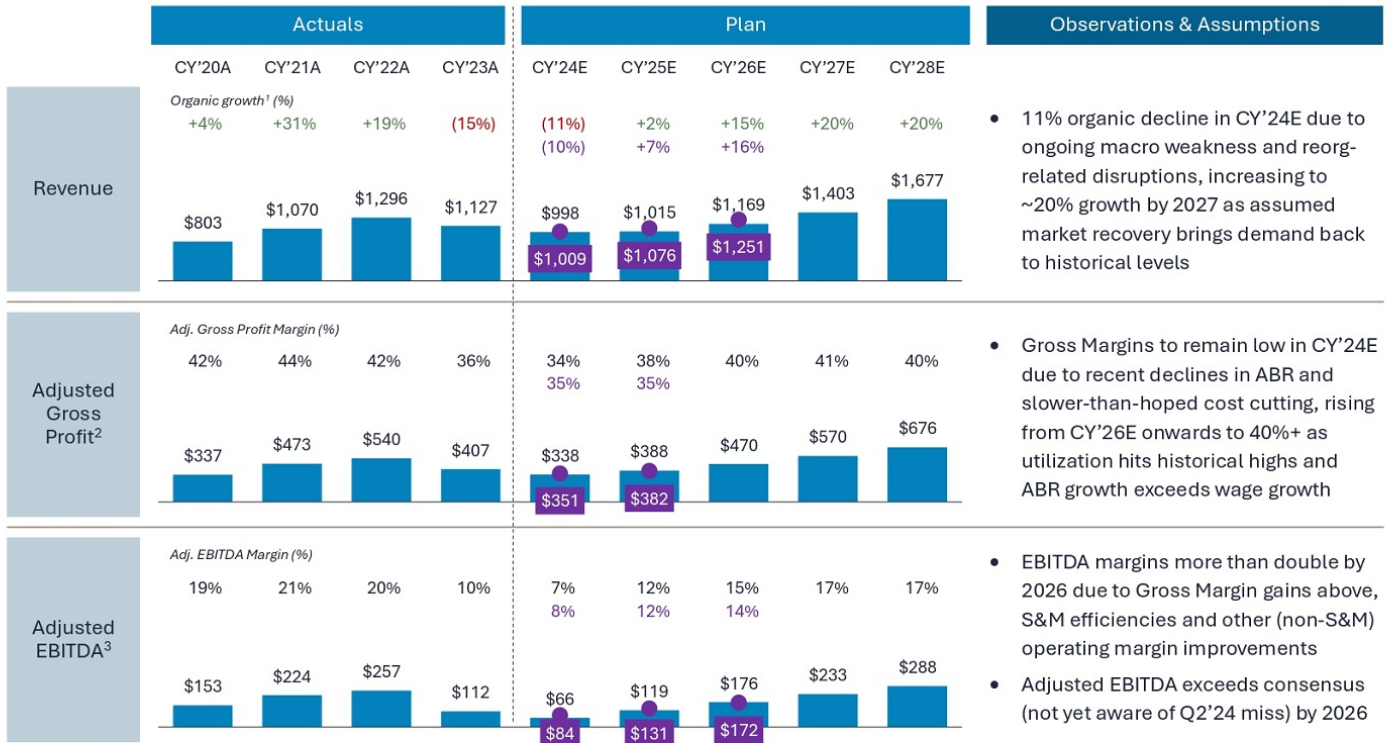 Actuals
Plan
Observations & Assumptions
CY'20A CY'21A CY'22A CY'23A CY'24E CY'25E CY'26E CY'27E CY'28E
Revenue
Organic growth¹ (%)
+4% +31% +19% (15%) (11%) +2% +15% +20% +20%
(10%) +7% +16%
$803 $1,070 $1,296 $1,127 $998 $1,015 $1,169 $1,403 $1,677
$1,009 $1,076 $1,251
● 11% organic decline in CY'24E due to
ongoing macro weakness and reorg-
related disruptions, increasing to
~20% growth by 2027 as assumed
market recovery brings demand back
to historical levels
Adjusted
Gross
Profit²
Adj. Gross Profit Margin (%)
42% 44% 42% 36% 34% 38% 40% 41% 40%
35% 35%
$337 $473 $540 $407 $338 $388 $470 $570 $676
$351 $382
● Gross Margins to remain low in CY'24E
due to recent declines in ABR and
slower-than-hoped cost cutting, rising
from CY'26E onwards to 40%+ as
utilization hits historical highs and
ABR growth exceeds wage growth
Adjusted
EBITDA³
Adj. EBITDA Margin (%)
19% 21% 20% 10% 7% 12% 15% 17% 17%
8% 12% 14%
$153 $224 $257 $112 $66 $119 $176 $233 $288
$84 $131 $172
● EBITDA margins more than double by
2026 due to Gross Margin gains above,
S&M efficiencies and other (non-S&M)
operating margin improvements
● Adjusted EBITDA exceeds consensus
(not yet aware of Q2'24 miss) by 2026